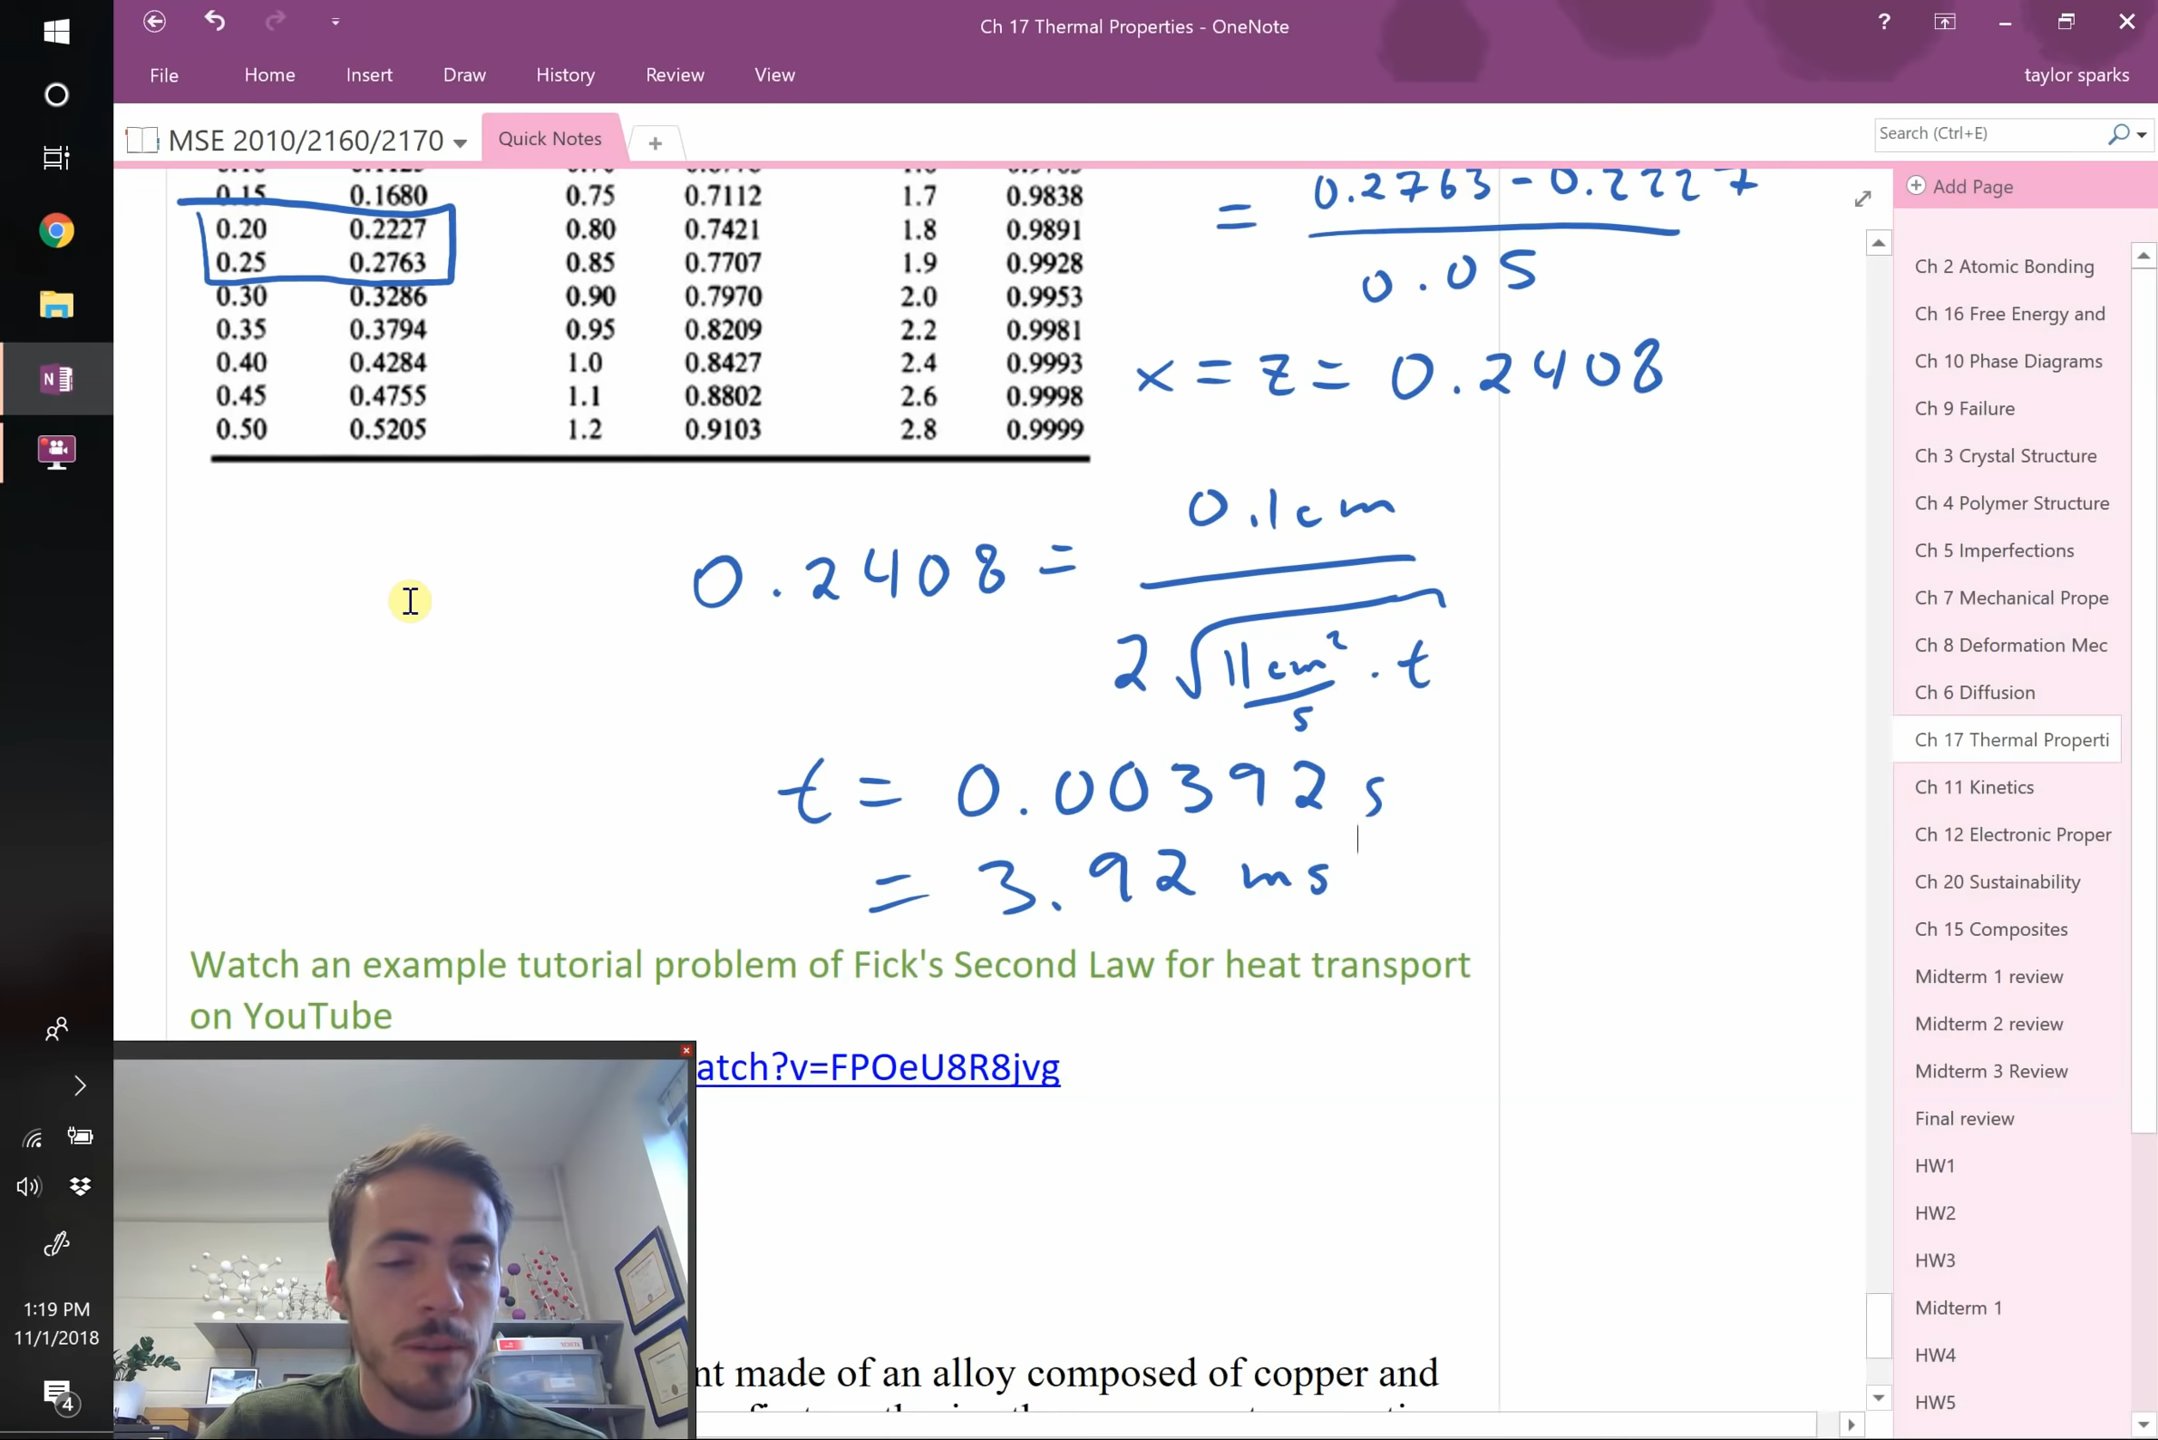 Ch 17 Thermal Properties - OneNote
?
File Home Insert Draw History Review View
taylor sparks
MSE 2010/2160/2170
Quick Notes
+
Search (Ctrl+E)
0.15 0.1680 0.75 0.7112 1.7 0.9838
0.20 0.2227 0.80 0.7421 1.8 0.9891
0.25 0.2763 0.85 0.7707 1.9 0.9928
0.30 0.3286 0.90 0.7970 2.0 0.9953
0.35 0.3794 0.95 0.8209 2.2 0.9981
0.40 0.4284 1.0 0.8427 2.4 0.9993
0.45 0.4755 1.1 0.8802 2.6 0.9998
0.50 0.5205 1.2 0.9103 2.8 0.9999
0.2763 - 0.2227
=
0.05
x = z = 0.2408
0.1cm
0.2408 =
2 √ 11 cm² . t
s
t = 0.00392 s
= 3.92 ms
Watch an example tutorial problem of Fick's Second Law for heat transport
on YouTube
atch?v=FPOeU8R8jvg
nt made of an alloy composed of copper and
Add Page
Ch 2 Atomic Bonding
Ch 16 Free Energy and
Ch 10 Phase Diagrams
Ch 9 Failure
Ch 3 Crystal Structure
Ch 4 Polymer Structure
Ch 5 Imperfections
Ch 7 Mechanical Prope
Ch 8 Deformation Mec
Ch 6 Diffusion
Ch 17 Thermal Properti
Ch 11 Kinetics
Ch 12 Electronic Proper
Ch 20 Sustainability
Ch 15 Composites
Midterm 1 review
Midterm 2 review
Midterm 3 Review
Final review
HW1
HW2
HW3
Midterm 1
HW4
HW5
N
1:19 PM
11/1/2018
4